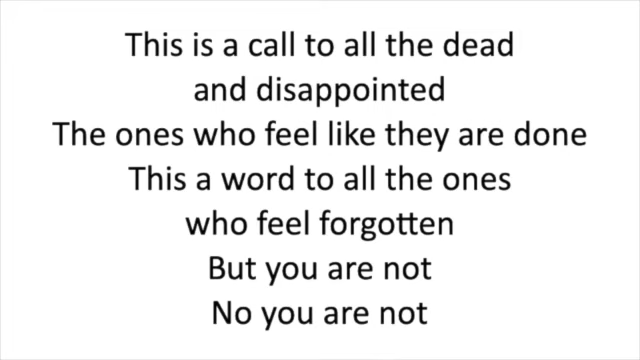 This is a call to all the dead
and disappointed
The ones who feel like they are done
This a word to all the ones
who feel forgotten
But you are not
No you are not